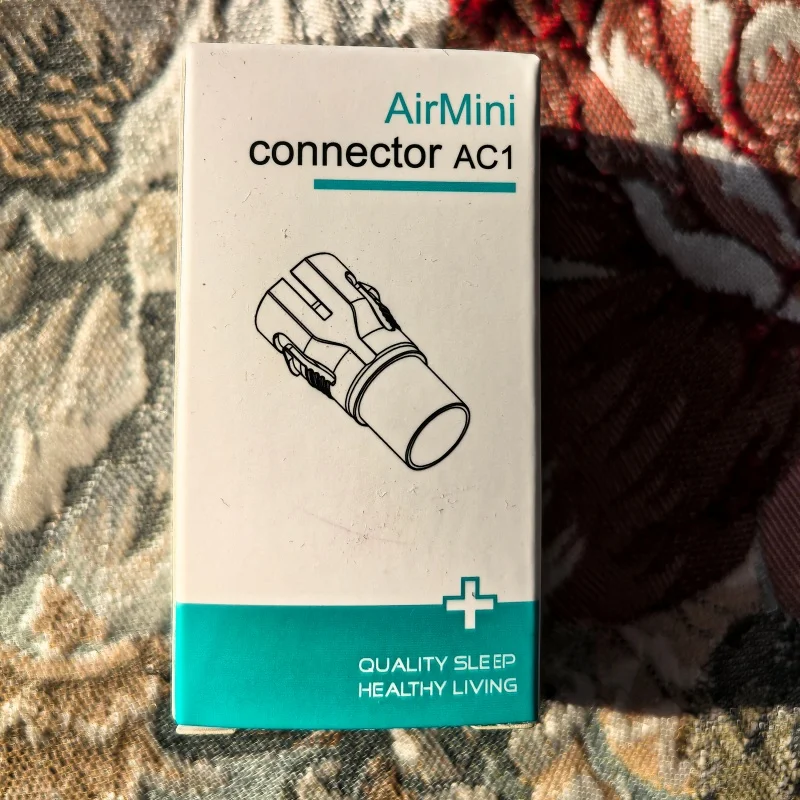 AirMini
connector AC1
QUALITY SLEEP
HEALTHY LIVING